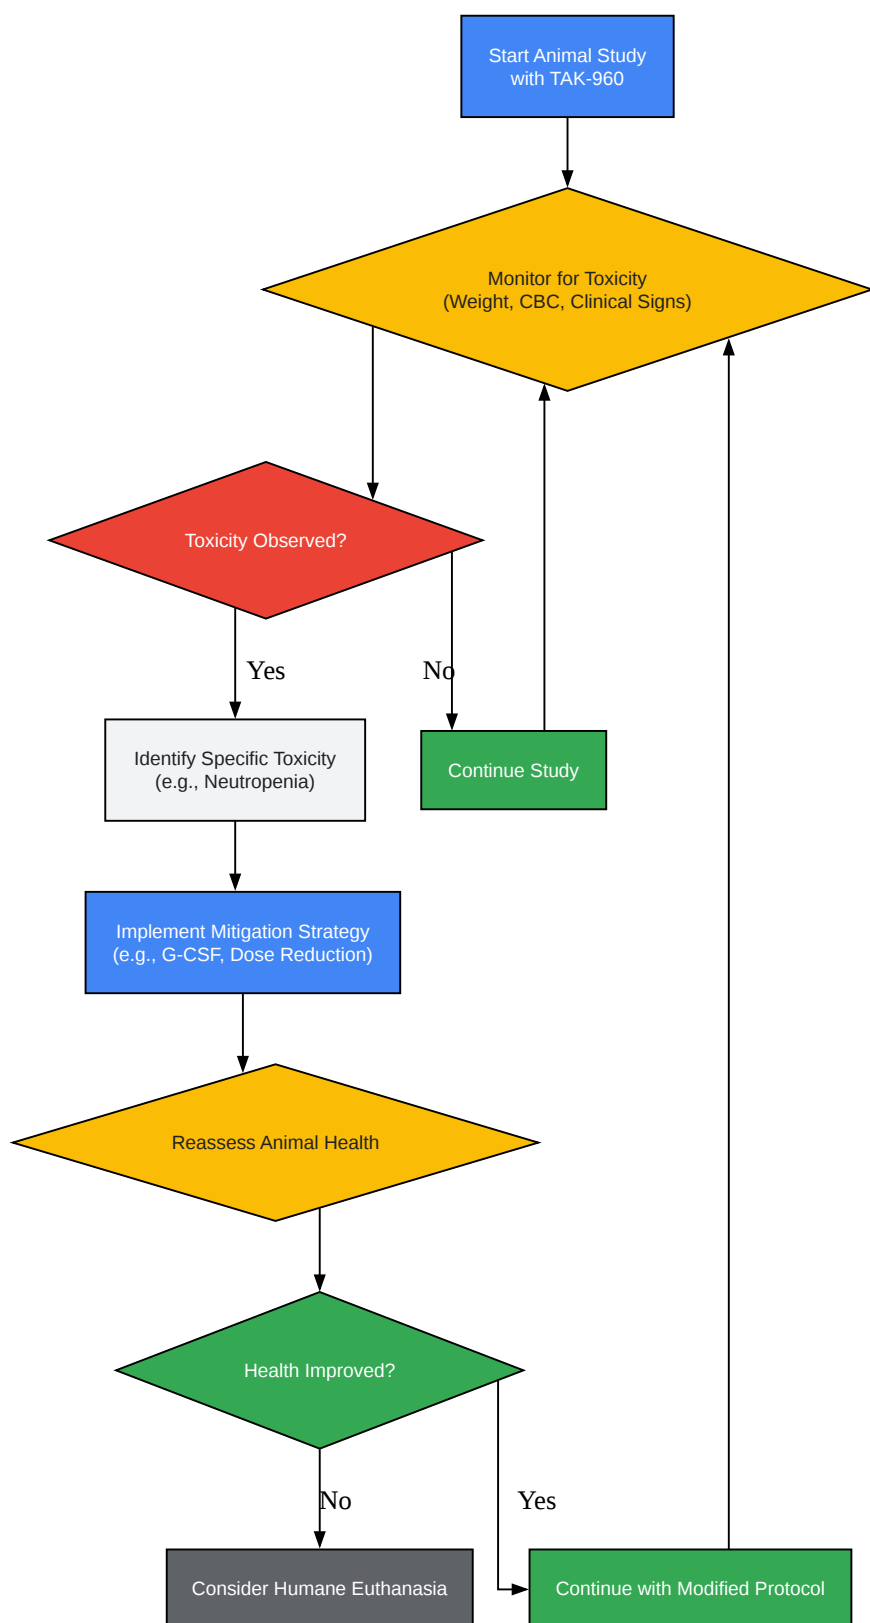 Start Animal Study
with TAK-960
Monitor for Toxicity
(Weight, CBC, Clinical Signs)
Toxicity Observed?
Yes
No
Identify Specific Toxicity
(e.g., Neutropenia)
Continue Study
Implement Mitigation Strategy
(e.g., G-CSF, Dose Reduction)
Reassess Animal Health
Health Improved?
No
Yes
Consider Humane Euthanasia
Continue with Modified Protocol